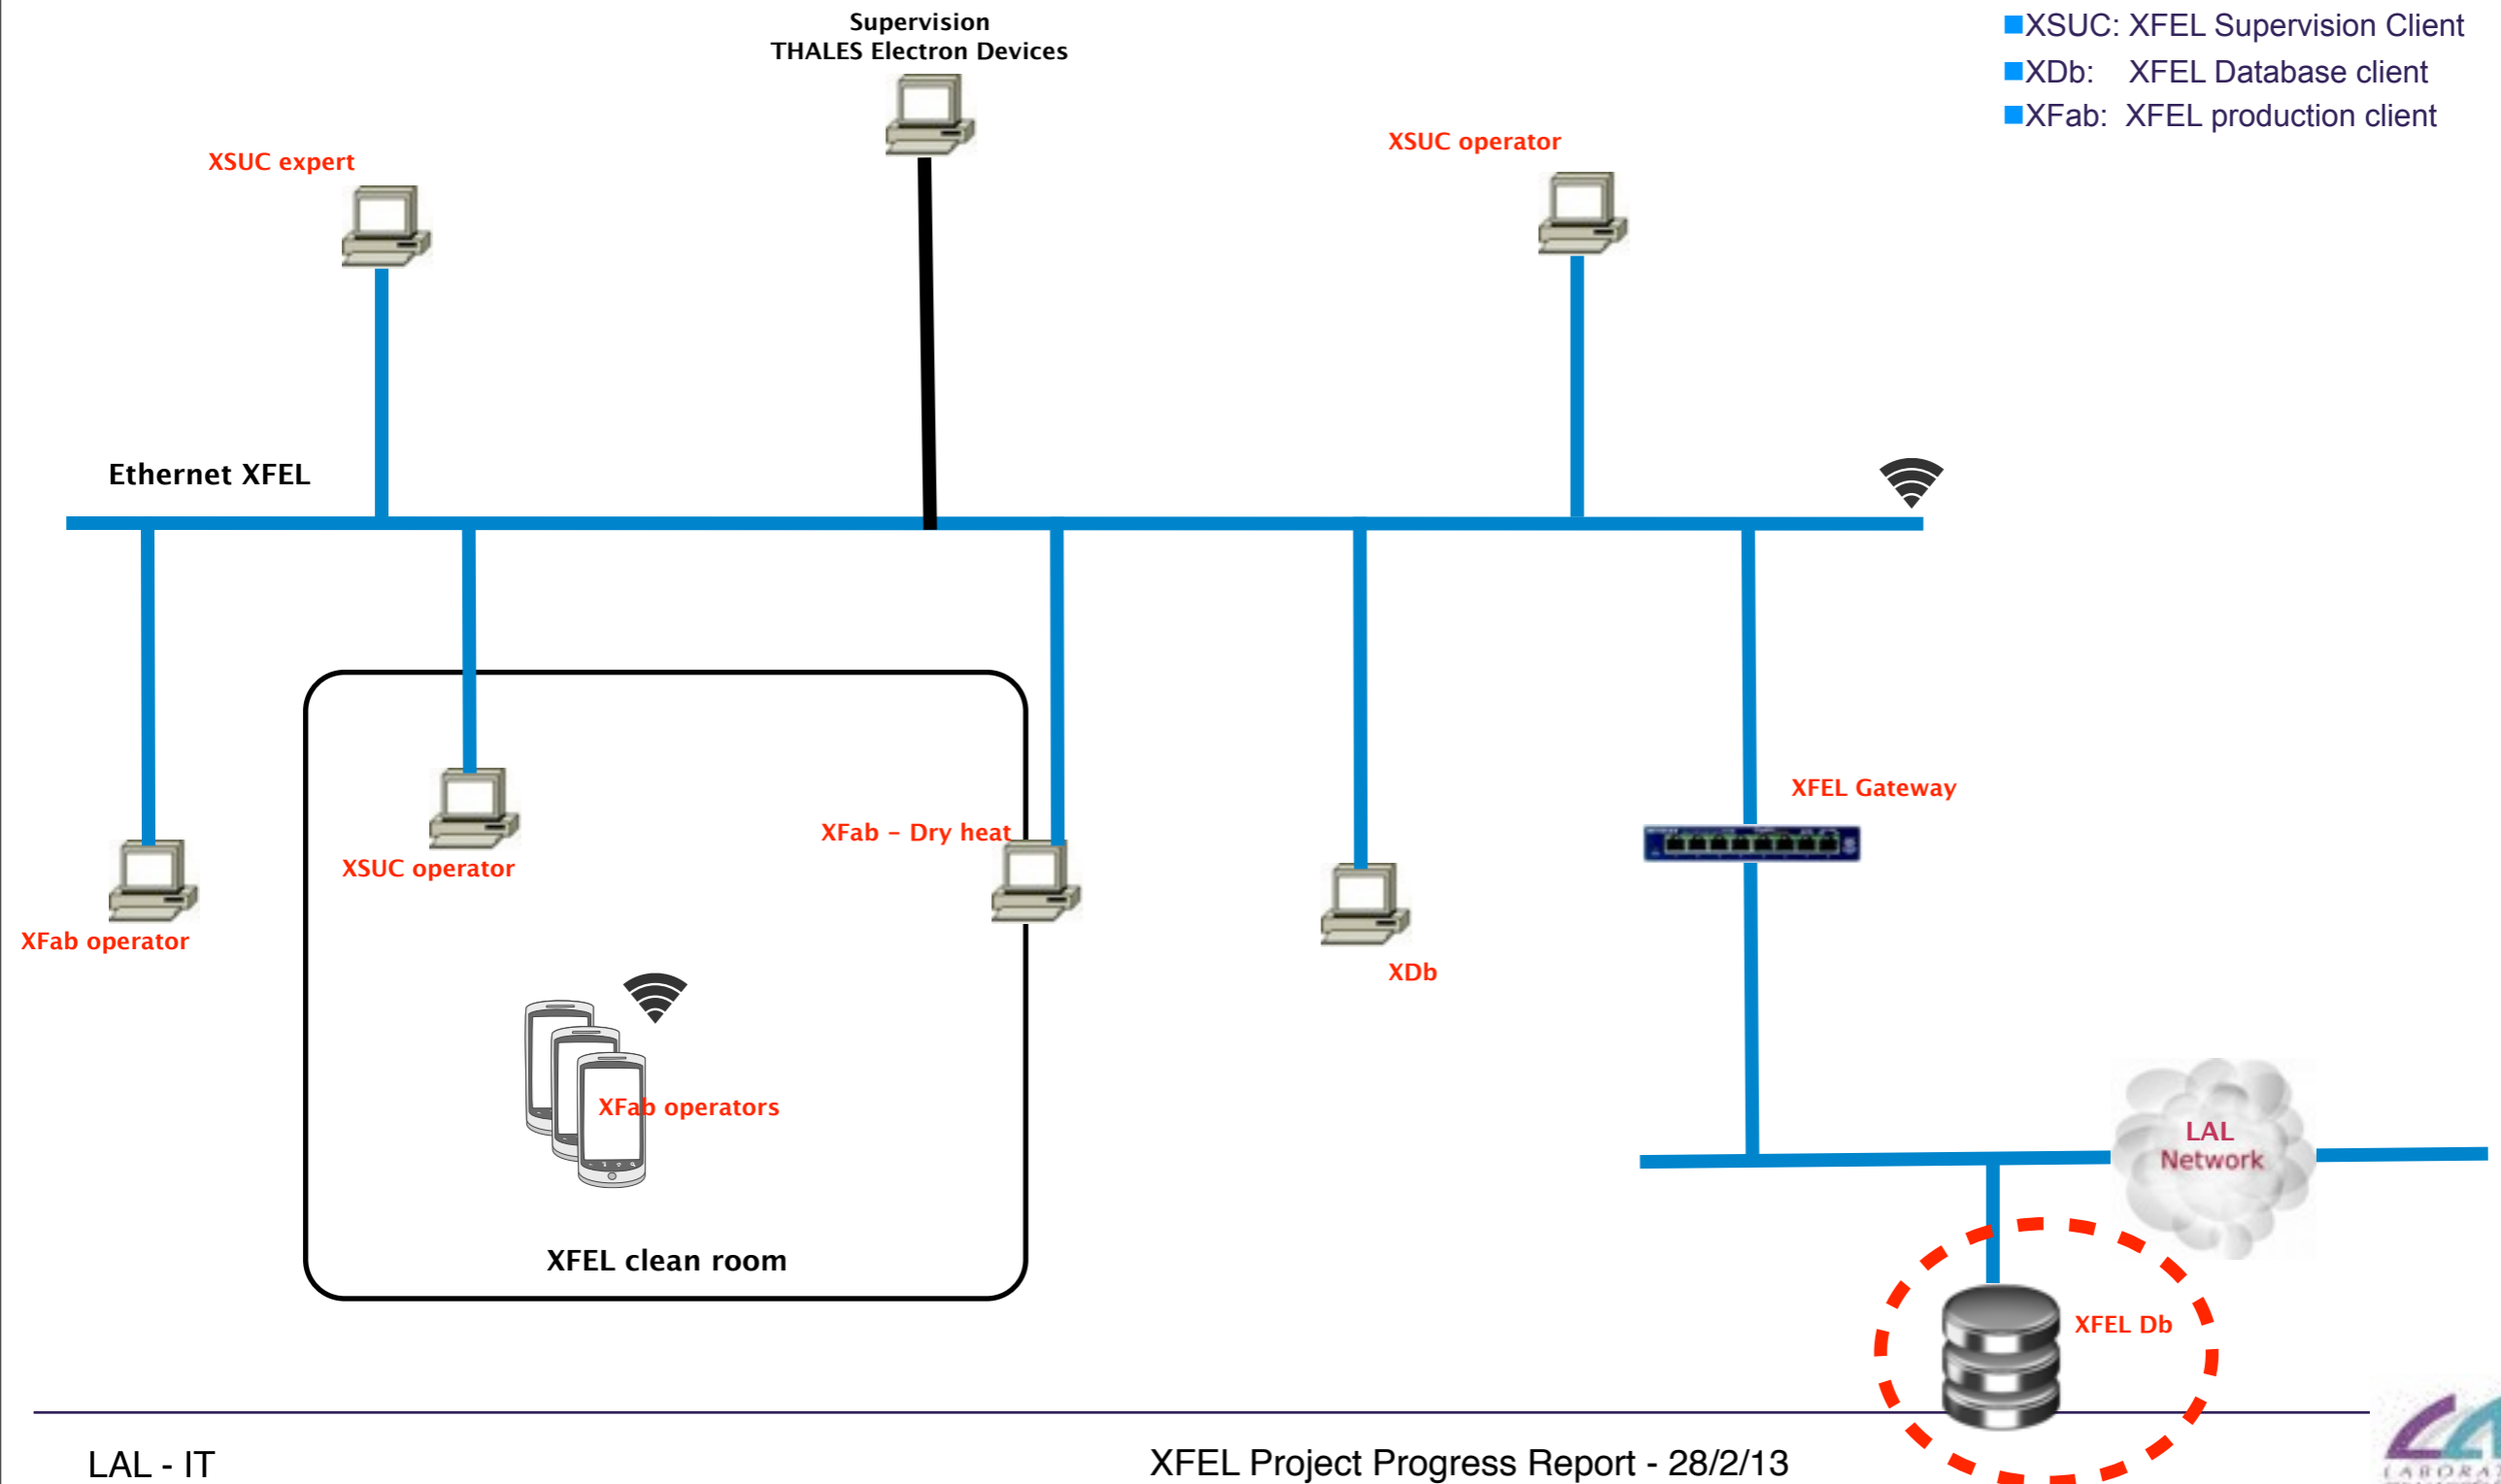 Supervision
THALES Electron Devices
■XSUC: XFEL Supervision Client
■XDb: XFEL Database client
■XFab: XFEL production client
XSUC expert
XSUC operator
Ethernet XFEL
XFEL Gateway
XFab - Dry heat
XSUC operator
XFab operator
XDb
XFab operators
LAL
Network
XFEL clean room
XFEL Db
LAL - IT
XFEL Project Progress Report - 28/2/13